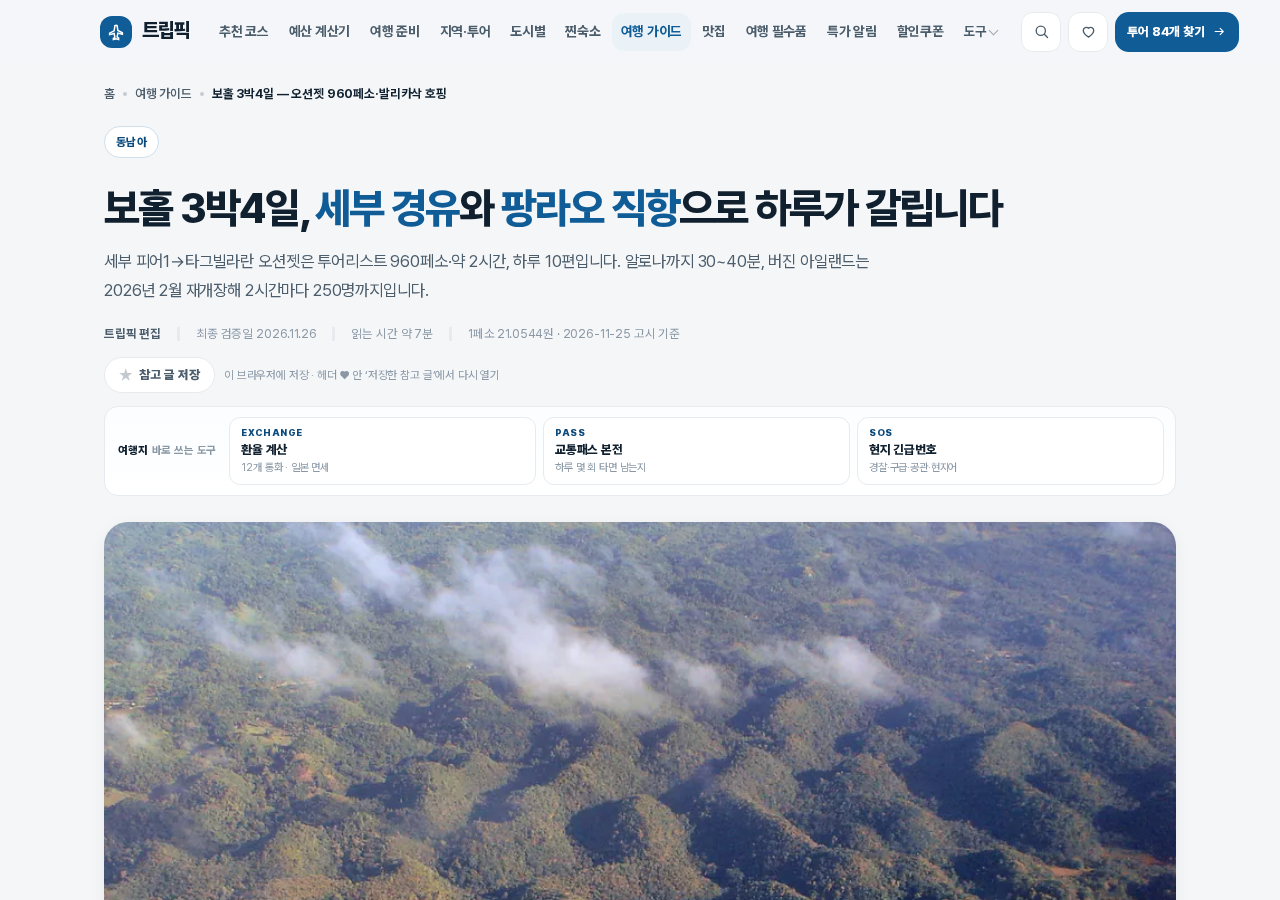 트립픽
추천 코스 예산 계산기 여행 준비 지역·투어 도시별 찐숙소 여행 가이드 맛집 여행 필수품 특가 알림 할인쿠폰 도구
투어 84개 찾기 →
홈 • 여행 가이드 • 보홀 3박4일 — 오션젯 960페소·발리카삭 호핑
동남아
보홀 3박4일, 세부 경유와 팡라오 직항으로 하루가 갈립니다
세부 피어1→타그빌라란 오션젯은 투어리스트 960페소·약 2시간, 하루 10편입니다. 알로나까지 30~40분, 버진 아일랜드는
2026년 2월 재개장해 2시간마다 250명까지입니다.
트립픽 편집 | 최종 검증일 2026.11.26 | 읽는 시간 약 7분 | 1페소 21.0544원 · 2026-11-25 고시 기준
★ 참고 글 저장 이 브라우저에 저장 · 헤더 ♥ 안 '저장한 참고 글'에서 다시 열기
여행지 바로 쓰는 도구
EXCHANGE
환율 계산
12개 통화 · 일본 면세
PASS
교통패스 본전
하루 몇 회 타면 남는지
SOS
현지 긴급번호
경찰·구급·공관·현지어